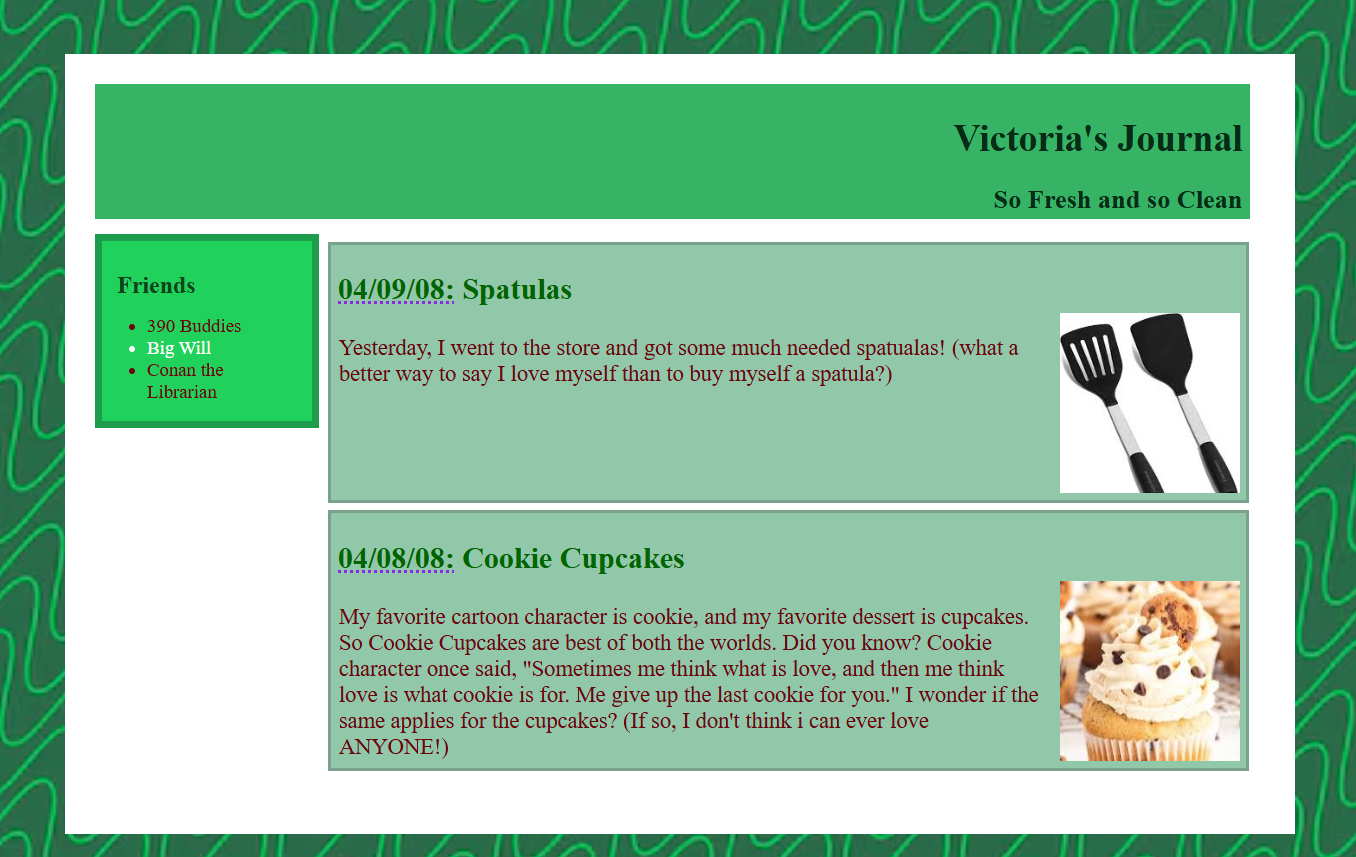 Victoria's Journal
So Fresh and so Clean
Friends
390 Buddies
Big Will
Conan the
Librarian
04/09/08: Spatulas
Yesterday, I went to the store and got some much needed spatualas! (what a
better way to say I love myself than to buy myself a spatula?)
04/08/08: Cookie Cupcakes
My favorite cartoon character is cookie, and my favorite dessert is cupcakes.
So Cookie Cupcakes are best of both the worlds. Did you know? Cookie
character once said, "Sometimes me think what is love, and then me think
love is what cookie is for. Me give up the last cookie for you." I wonder if the
same applies for the cupcakes? (If so, I don't think i can ever love
ANYONE!)